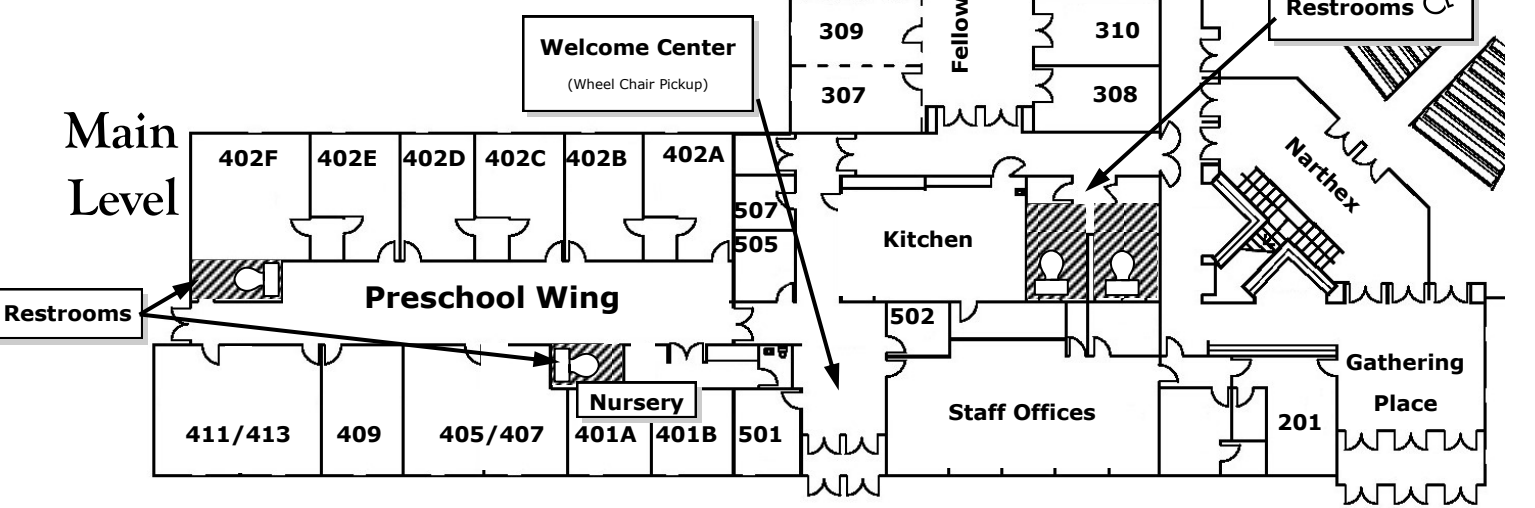 Restrooms
Welcome Center
(Wheel Chair Pickup)
309
Fellow
310
307
308
Main
Level
402F
402E
402D
402C
402B
402A
Narthex
507
505
Kitchen
Preschool Wing
Restrooms
502
Gathering
Place
Nursery
Staff Offices
411/413
409
405/407
401A
401B
501
201